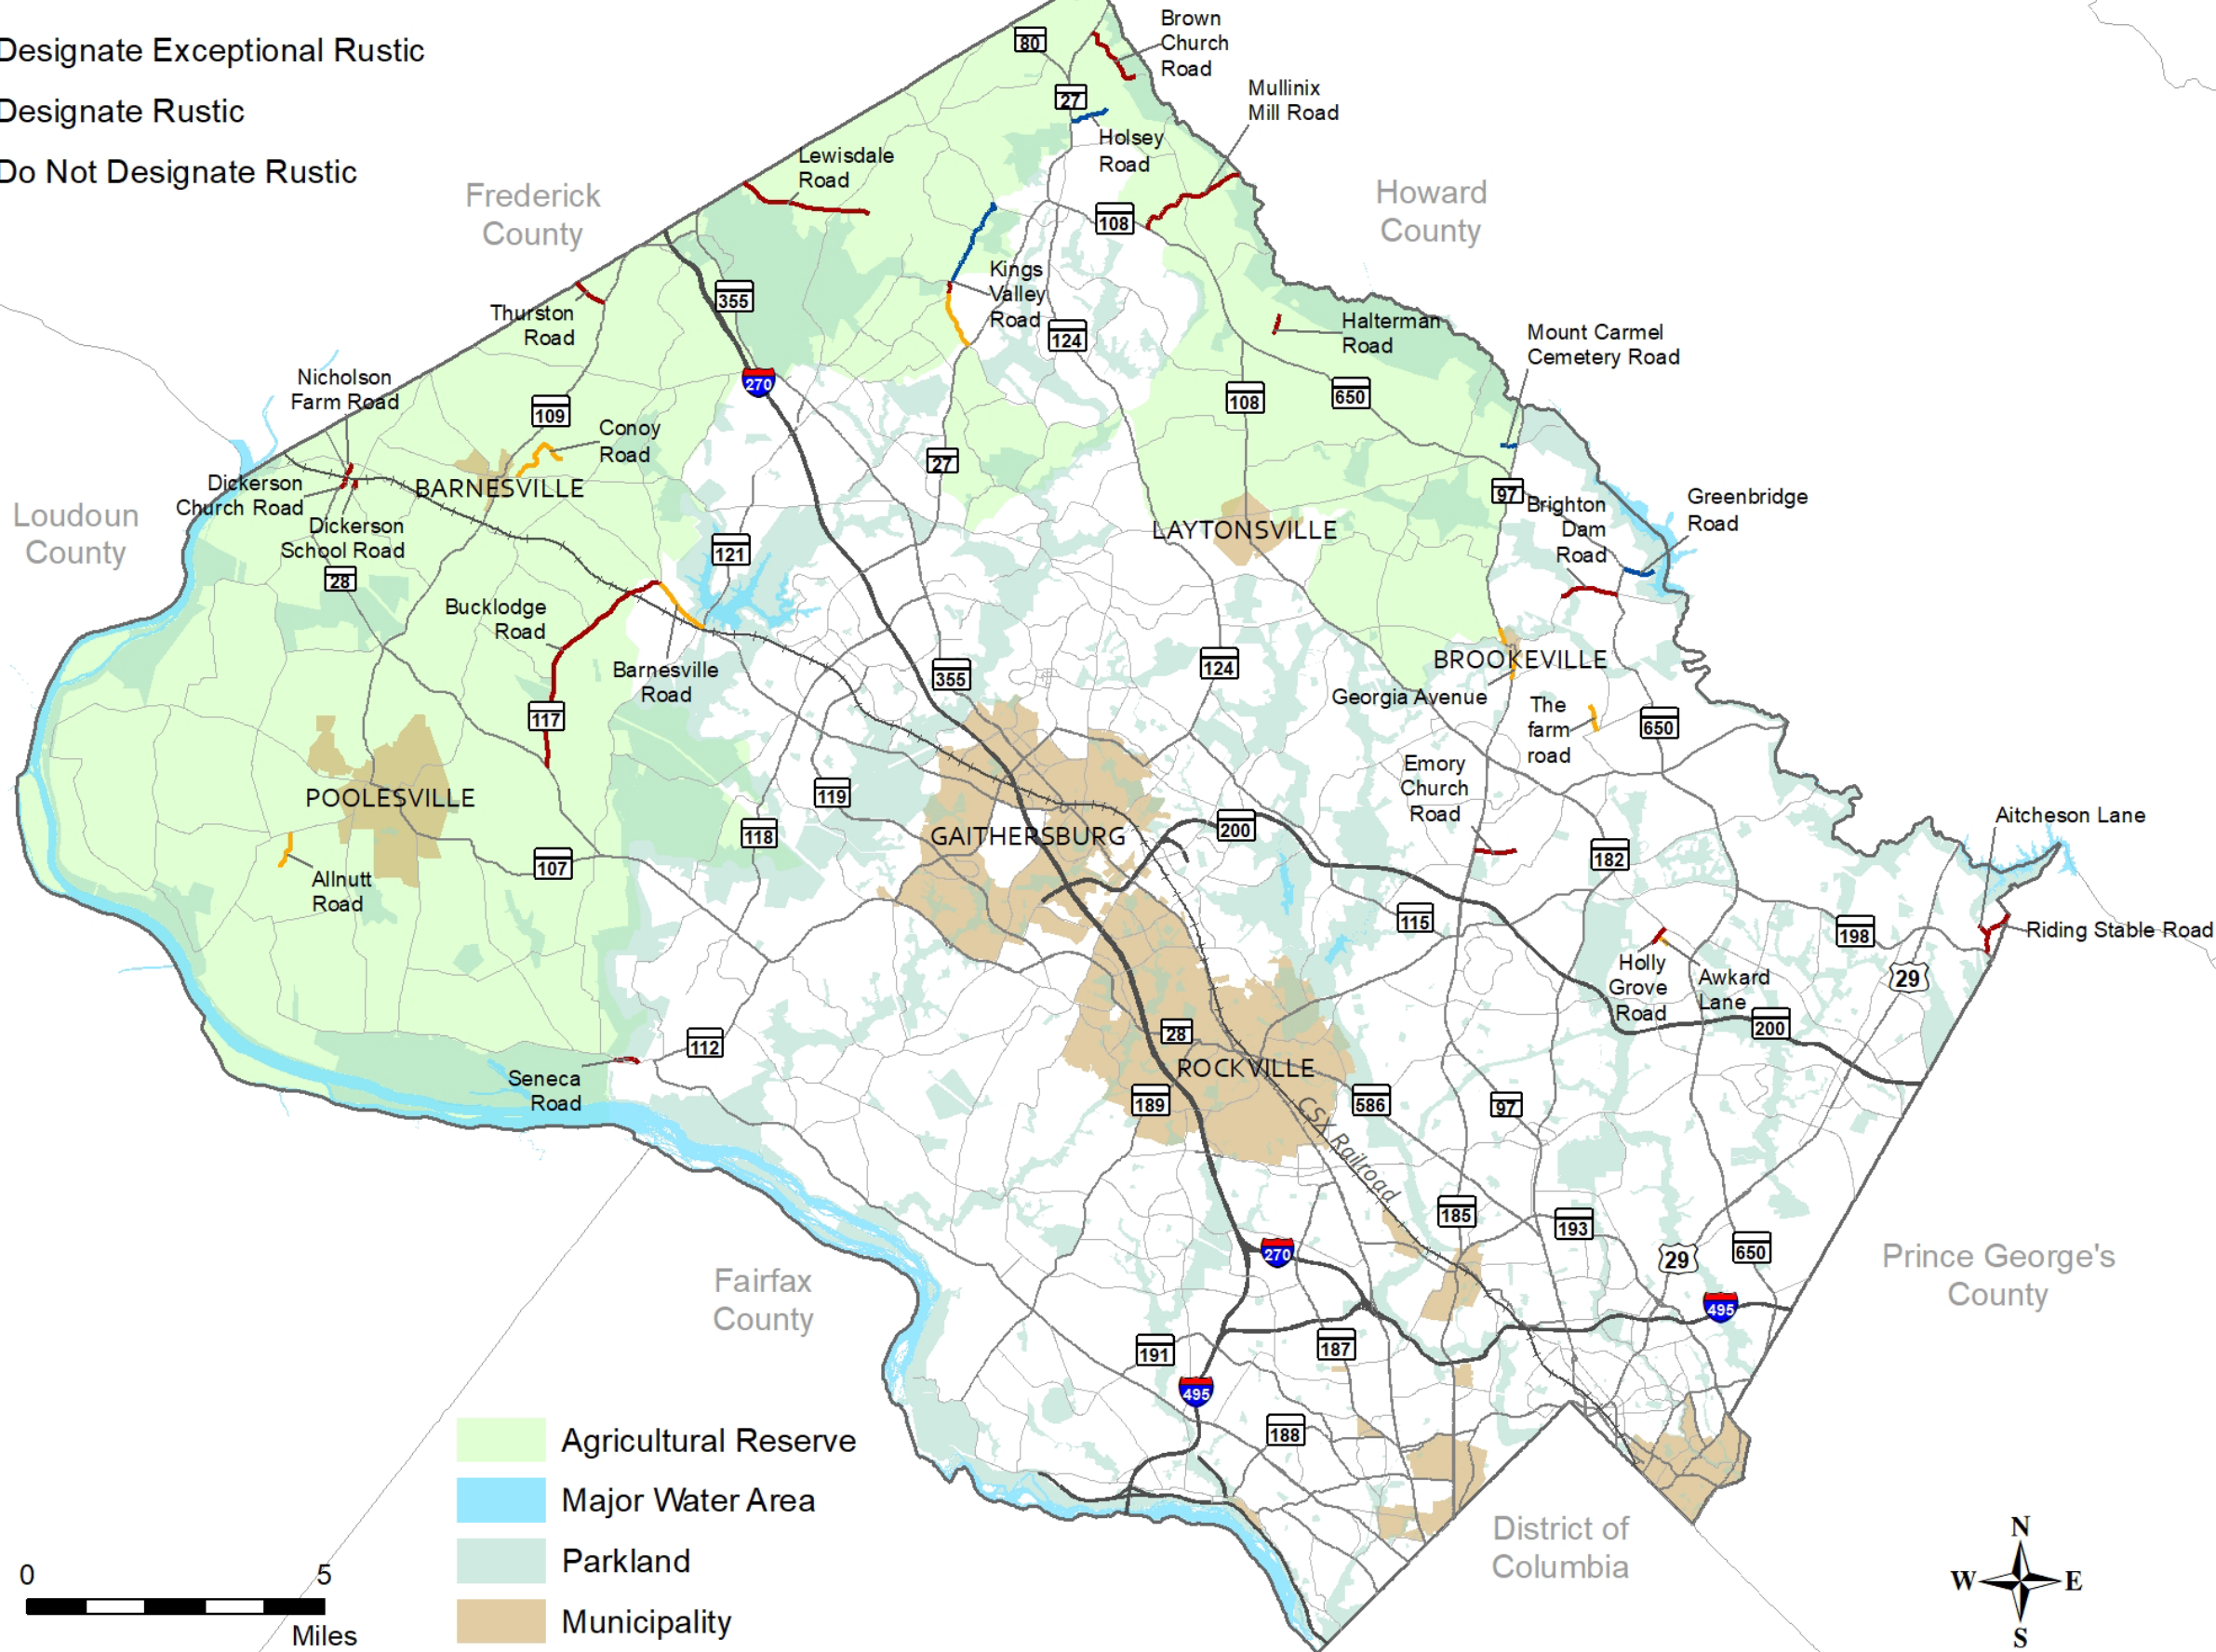 Designate Exceptional Rustic
Designate Rustic
Do Not Designate Rustic
80
Brown
Church
Road
27
Mullinix
Mill Road
Holsey
Road
Lewisdale
Road
Frederick
County
108
Howard
County
Kings
Valley
Road
355
Thurston
Road
124
Halterman
Road
Mount Carmel
Cemetery Road
Nicholson
Farm Road
270
109
108
650
Conoy
Road
27
Dickerson
Church Road
BARNESVILLE
97
Brighton
Dam
Road
Greenbridge
Road
Loudoun
County
Dickerson
School Road
LAYTONSVILLE
121
28
Bucklodge
Road
Barnesville
Road
355
124
BROOKEVILLE
Georgia Avenue
The
farm
road
650
117
Emory
Church
Road
POOLESVILLE
119
118
GAITHERSBURG
200
Aitcheson Lane
107
182
Allnutt
Road
115
198
Riding Stable Road
Holly
Grove
Road
Awkard
Lane
29
200
112
28
ROCKVILLE
Seneca
Road
189
586
97
CSX Railroad
185
193
270
29
650
Prince George's
County
Fairfax
County
495
191
187
495
188
Agricultural Reserve
Major Water Area
Parkland
Municipality
District of
Columbia
0 5
Miles
N
W E
S